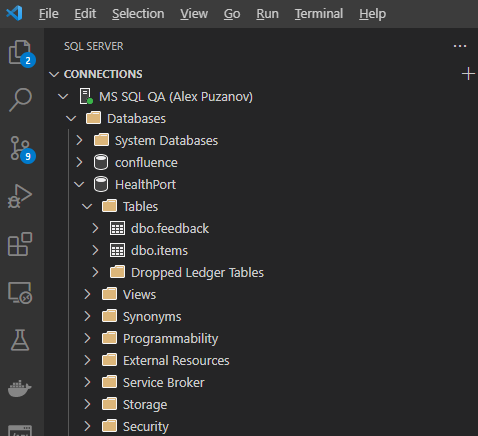 File Edit Selection View Go Run Terminal Help
SQL SERVER
CONNECTIONS
MS SQL QA (Alex Puzanov)
Databases
System Databases
confluence
HealthPort
Tables
dbo.feedback
dbo.items
Dropped Ledger Tables
Views
Synonyms
Programmability
External Resources
Service Broker
Storage
Security
2
9